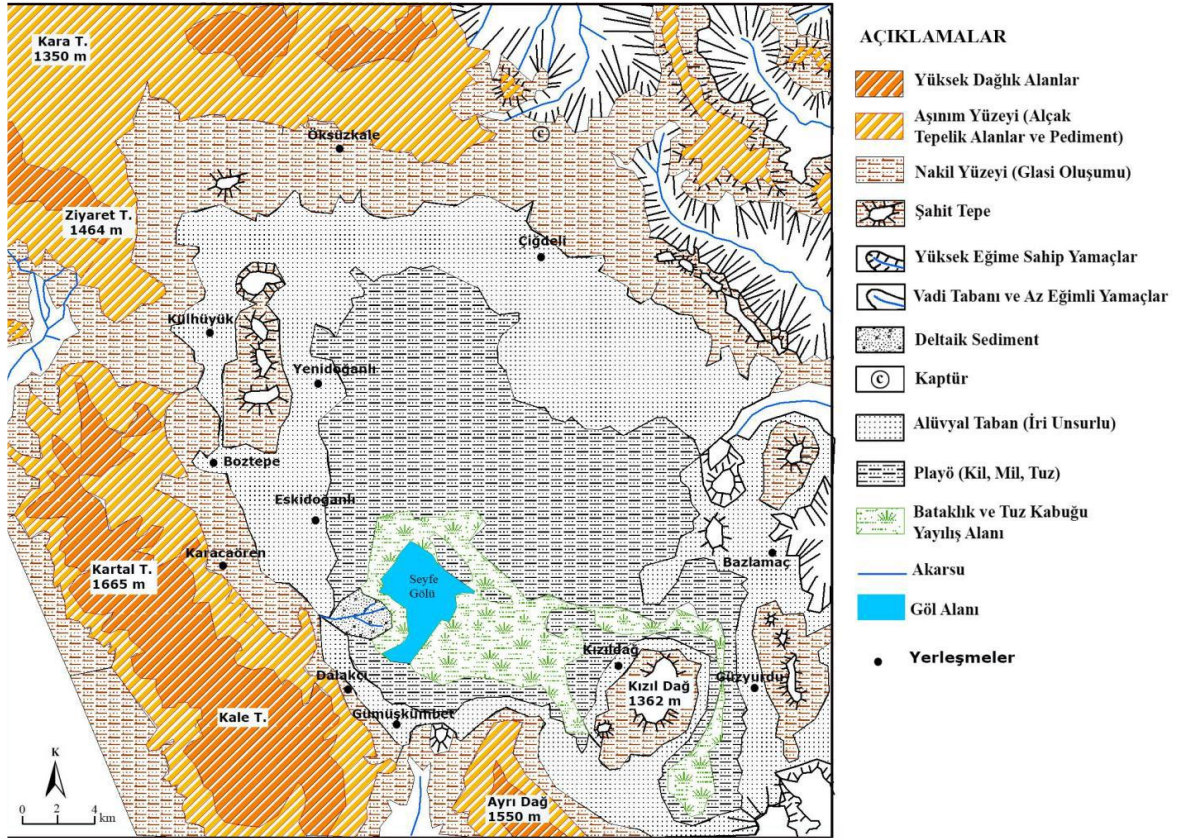 Kara T.
1350 m
Öksüzkale
Ziyaret T.
1464 m
c
Çiğdeli
Külhüyük
Yenidoğanlı
Boztepe
Eskidoğanlı
Karacaören
Kartal T.
1665 m
Seyfe
Gölü
Bazlamaç
Kızıldağ
Dalakçı
Kızıl Dağ
1362 m
Güzyurdu
Kale T.
Gümüşkümbet
Ayrı Dağ
1550 m
K
0 2 4
km
AÇIKLAMALAR
Yüksek Dağlık Alanlar
Aşınım Yüzeyi (Alçak
Tepelik Alanlar ve Pediment)
Nakil Yüzeyi (Glasi Oluşumu)
Şahit Tepe
Yüksek Eğime Sahip Yamaçlar
Vadi Tabanı ve Az Eğimli Yamaçlar
Deltaik Sediment
c Kaptür
Alüvyal Taban (İri Unsurlu)
Playö (Kil, Mil, Tuz)
Bataklık ve Tuz Kabuğu
Yayılış Alanı
Akarsu
Göl Alanı
Yerleşmeler